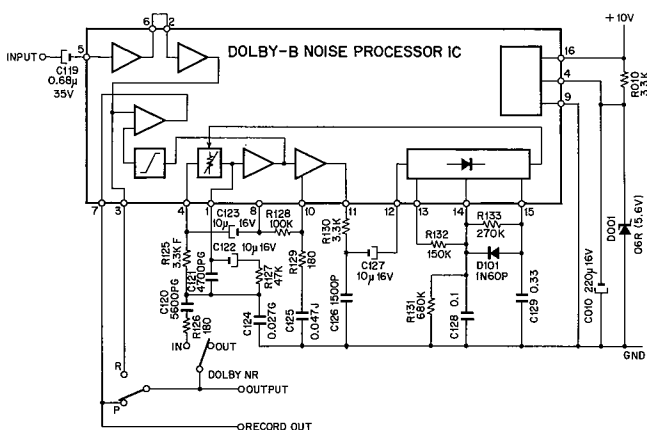 6
2
+10V
DOLBY-B NOISE PROCESSOR IC
INPUT
5
C119
0.68µ
35V
16
4
9
R010
3.3K
7
3
4
1
8
10
11
12
13
14
15
C123
10µ 16V
R128
100K
R130
3.3K
R133
270K
D001
06R (5.6V)
R125
3.3K F
C122
10µ 16V
R127
47K
R129
180
C127
10µ 16V
R132
150K
D101
1N60P
C010 220µ 16V
C121
4700PG
C120
5600PG
R126
180
C124
0.027G
C125
0.047J
C126 1500P
R131
680K
C128 0.1
C129 0.33
IN
OUT
GND
DOLBY NR
R
P
OUTPUT
RECORD OUT